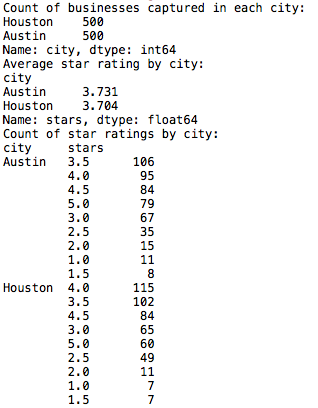 Count of businesses captured in each city:
Houston    500
Austin     500
Name: city, dtype: int64
Average star rating by city:
city
Austin     3.731
Houston    3.704
Name: stars, dtype: float64
Count of star ratings by city:
city     stars
Austin   3.5      106
         4.0       95
         4.5       84
         5.0       79
         3.0       67
         2.5       35
         2.0       15
         1.0       11
         1.5        8
Houston  4.0      115
         3.5      102
         4.5       84
         3.0       65
         5.0       60
         2.5       49
         2.0       11
         1.0        7
         1.5        7